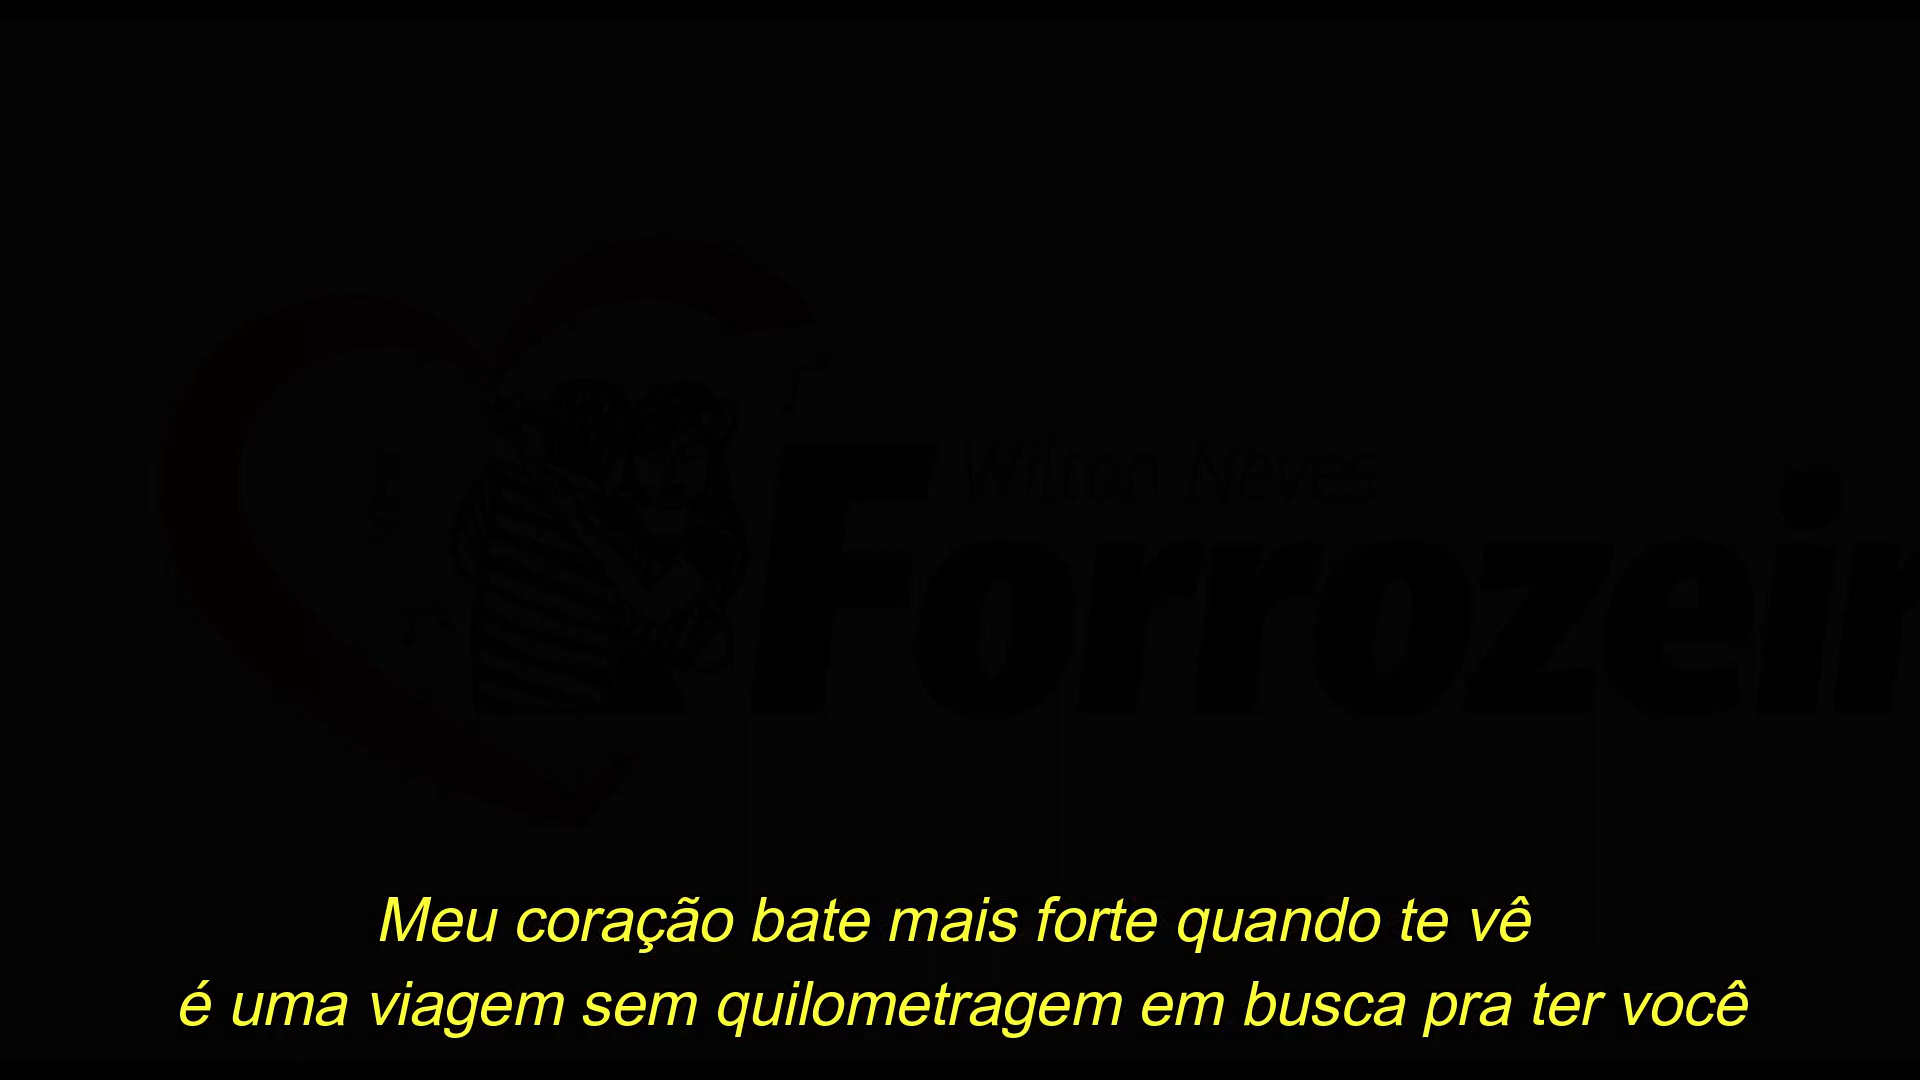 Wilton Neves
Forrozeir
Meu coração bate mais forte quando te vê
é uma viagem sem quilometragem em busca pra ter você